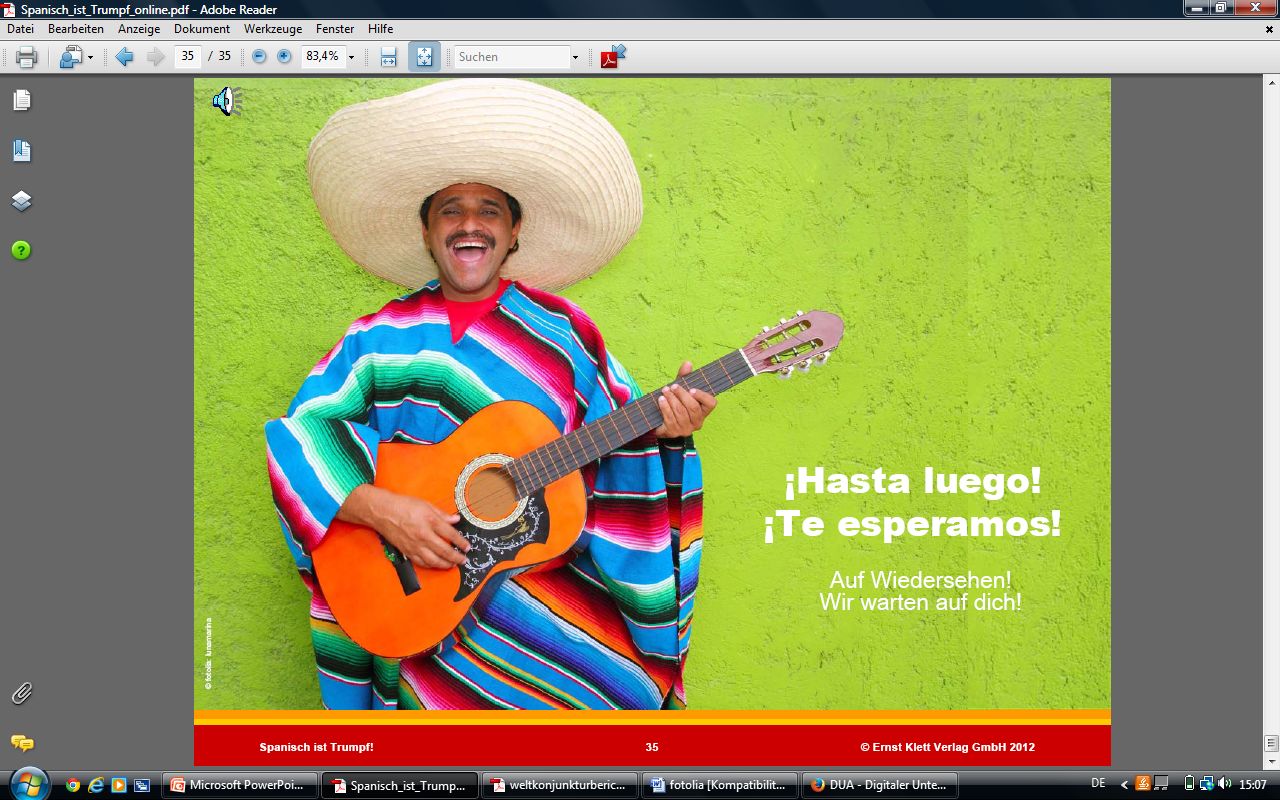 Spanisch_ist_Trumpf_online.pdf - Adobe Reader
Datei Bearbeiten Anzeige Dokument Werkzeuge Fenster Hilfe
35 / 35 83,4% Suchen
¡Hasta luego!
¡Te esperamos!
Auf Wiedersehen!
Wir warten auf dich!
© fotolia: lunamarina
Spanisch ist Trumpf! 35 © Ernst Klett Verlag GmbH 2012
Microsoft PowerPoi... Spanisch_ist_Trump... weltkonjunkturberic... fotolia [Kompatibilit... DUA - Digitaler Unte... DE 15:07